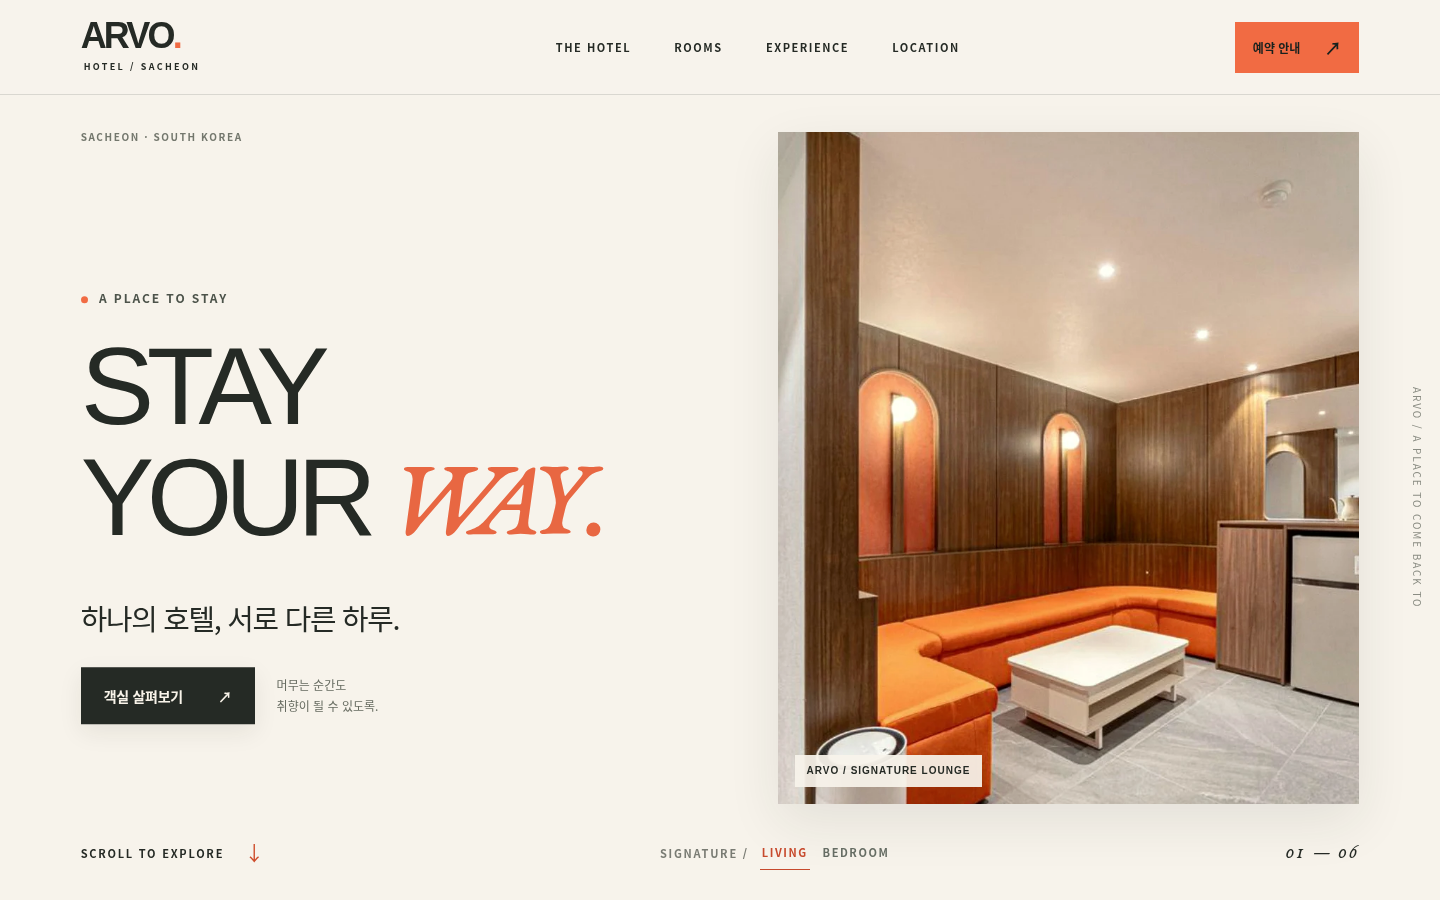 ARVO.
HOTEL / SACHEON
THE HOTEL
ROOMS
EXPERIENCE
LOCATION
예약 안내 ↗
SACHEON · SOUTH KOREA
A PLACE TO STAY
STAY
YOUR WAY.
하나의 호텔, 서로 다른 하루.
객실 살펴보기 ↗
머무는 순간도
취향이 될 수 있도록.
ARVO / SIGNATURE LOUNGE
ARVO / A PLACE TO COME BACK TO
SCROLL TO EXPLORE ↓
SIGNATURE / LIVING BEDROOM
01 — 06